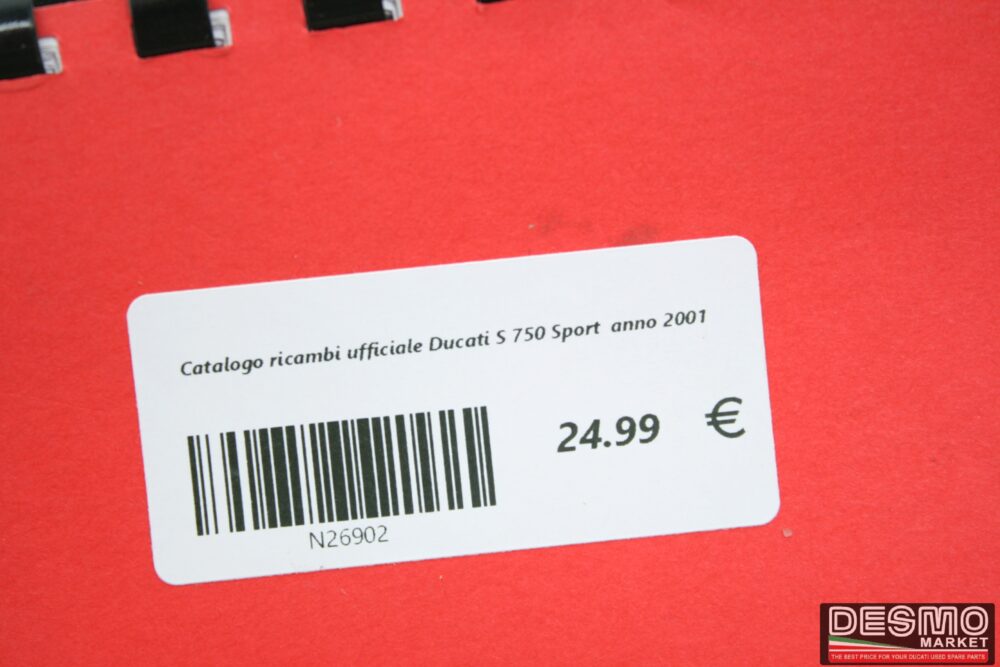 Catalogo ricambi ufficiale Ducati S 750 Sport anno 2001
24.99 €
N26902
DESMO
MARKET
THE BEST PRICE FOR YOUR DUCATI USED SPARE PARTS